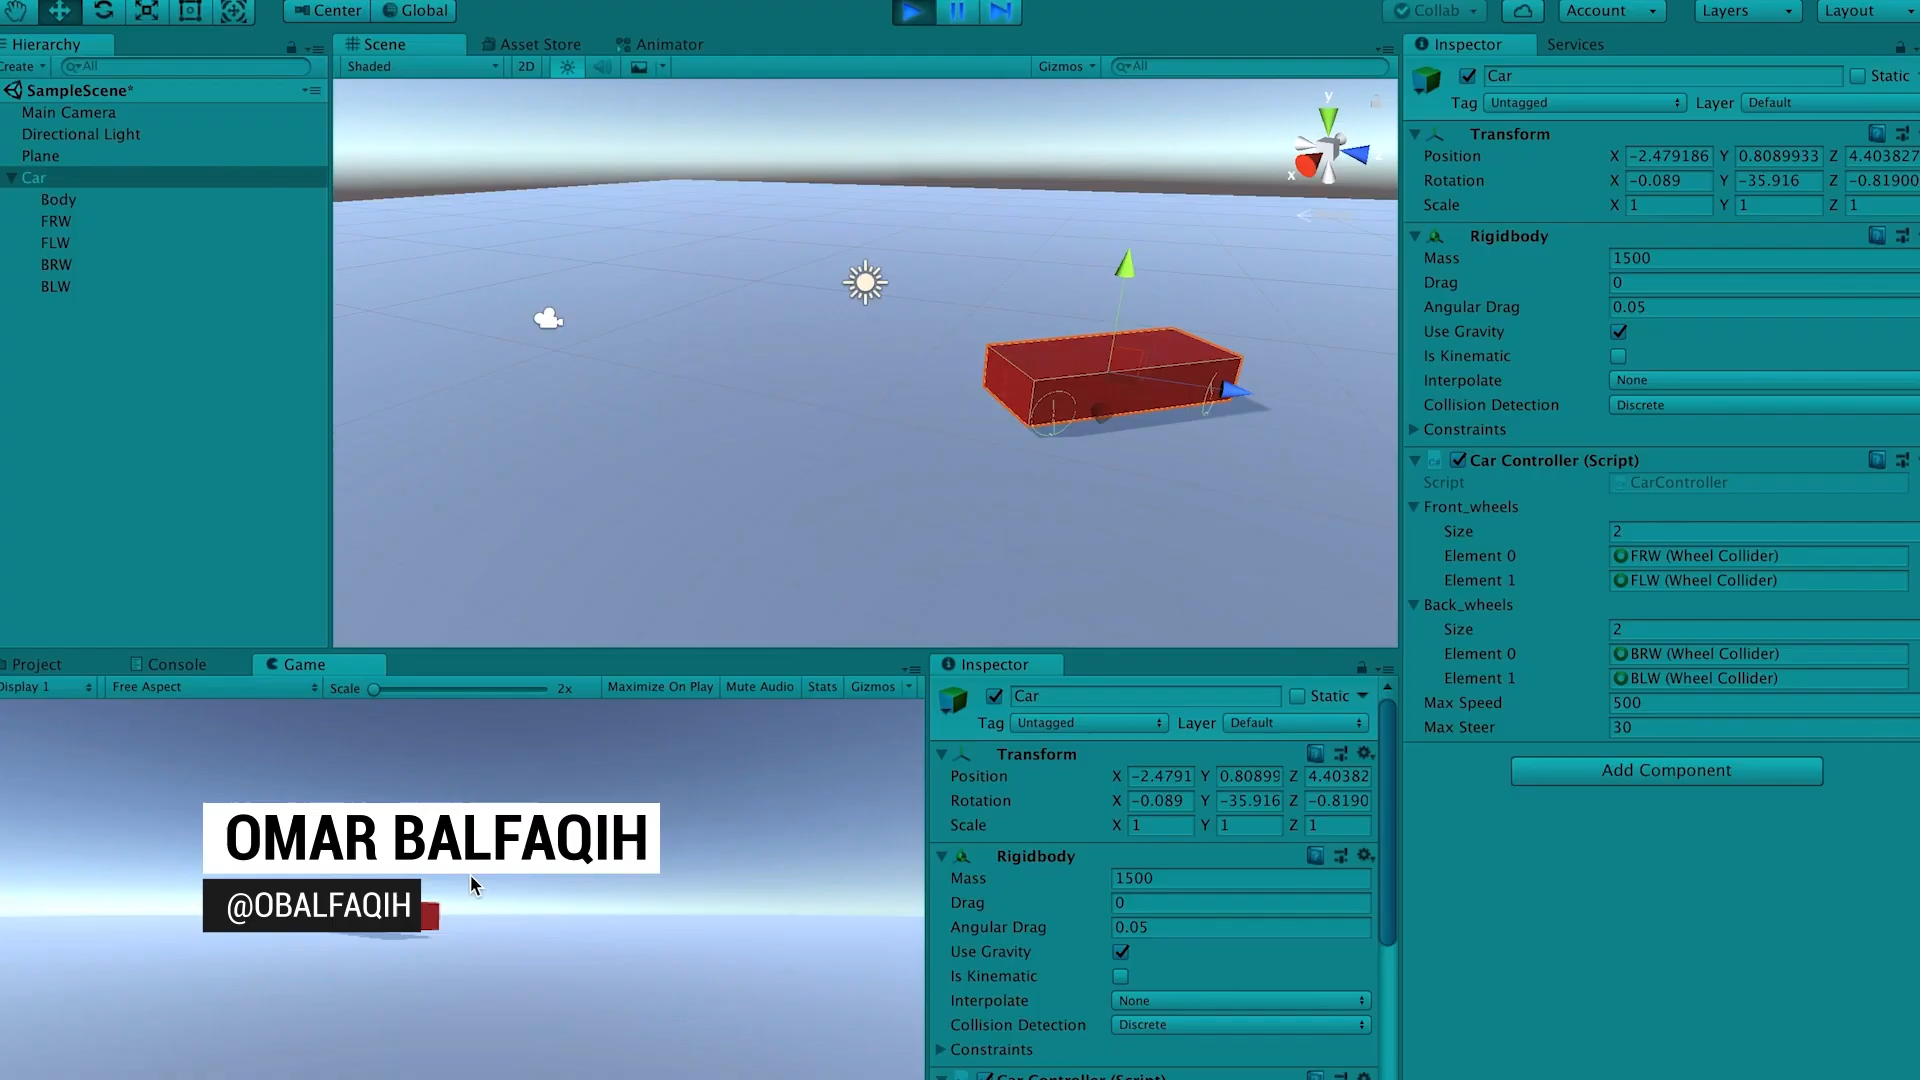 Center
Global
Collab
Account
Layers
Layout
Hierarchy
Create
All
SampleScene*
Main Camera
Directional Light
Plane
Car
Body
FRW
FLW
BRW
BLW
Scene
Asset Store
Animator
Shaded
2D
Gizmos
All
y
x
Inspector
Services
Car
Static
Tag Untagged Layer Default
Transform
Position X -2.479186 Y 0.8089933 Z 4.403827
Rotation X -0.089 Y -35.916 Z -0.81900
Scale X 1 Y 1 Z 1
Rigidbody
Mass 1500
Drag 0
Angular Drag 0.05
Use Gravity
Is Kinematic
Interpolate None
Collision Detection Discrete
Constraints
Car Controller (Script)
Script CarController
Front_wheels
Size 2
Element 0 FRW (Wheel Collider)
Element 1 FLW (Wheel Collider)
Back_wheels
Size 2
Element 0 BRW (Wheel Collider)
Element 1 BLW (Wheel Collider)
Max Speed 500
Max Steer 30
Add Component
Project
Console
Game
Display 1
Free Aspect
Scale 2x
Maximize On Play
Mute Audio
Stats
Gizmos
OMAR BALFAQIH
@OBALFAQIH
Inspector
Car
Static
Tag Untagged Layer Default
Transform
Position X -2.4791 Y 0.80899 Z 4.40382
Rotation X -0.089 Y -35.916 Z -0.8190
Scale X 1 Y 1 Z 1
Rigidbody
Mass 1500
Drag 0
Angular Drag 0.05
Use Gravity
Is Kinematic
Interpolate None
Collision Detection Discrete
Constraints
Car Controller (Script)